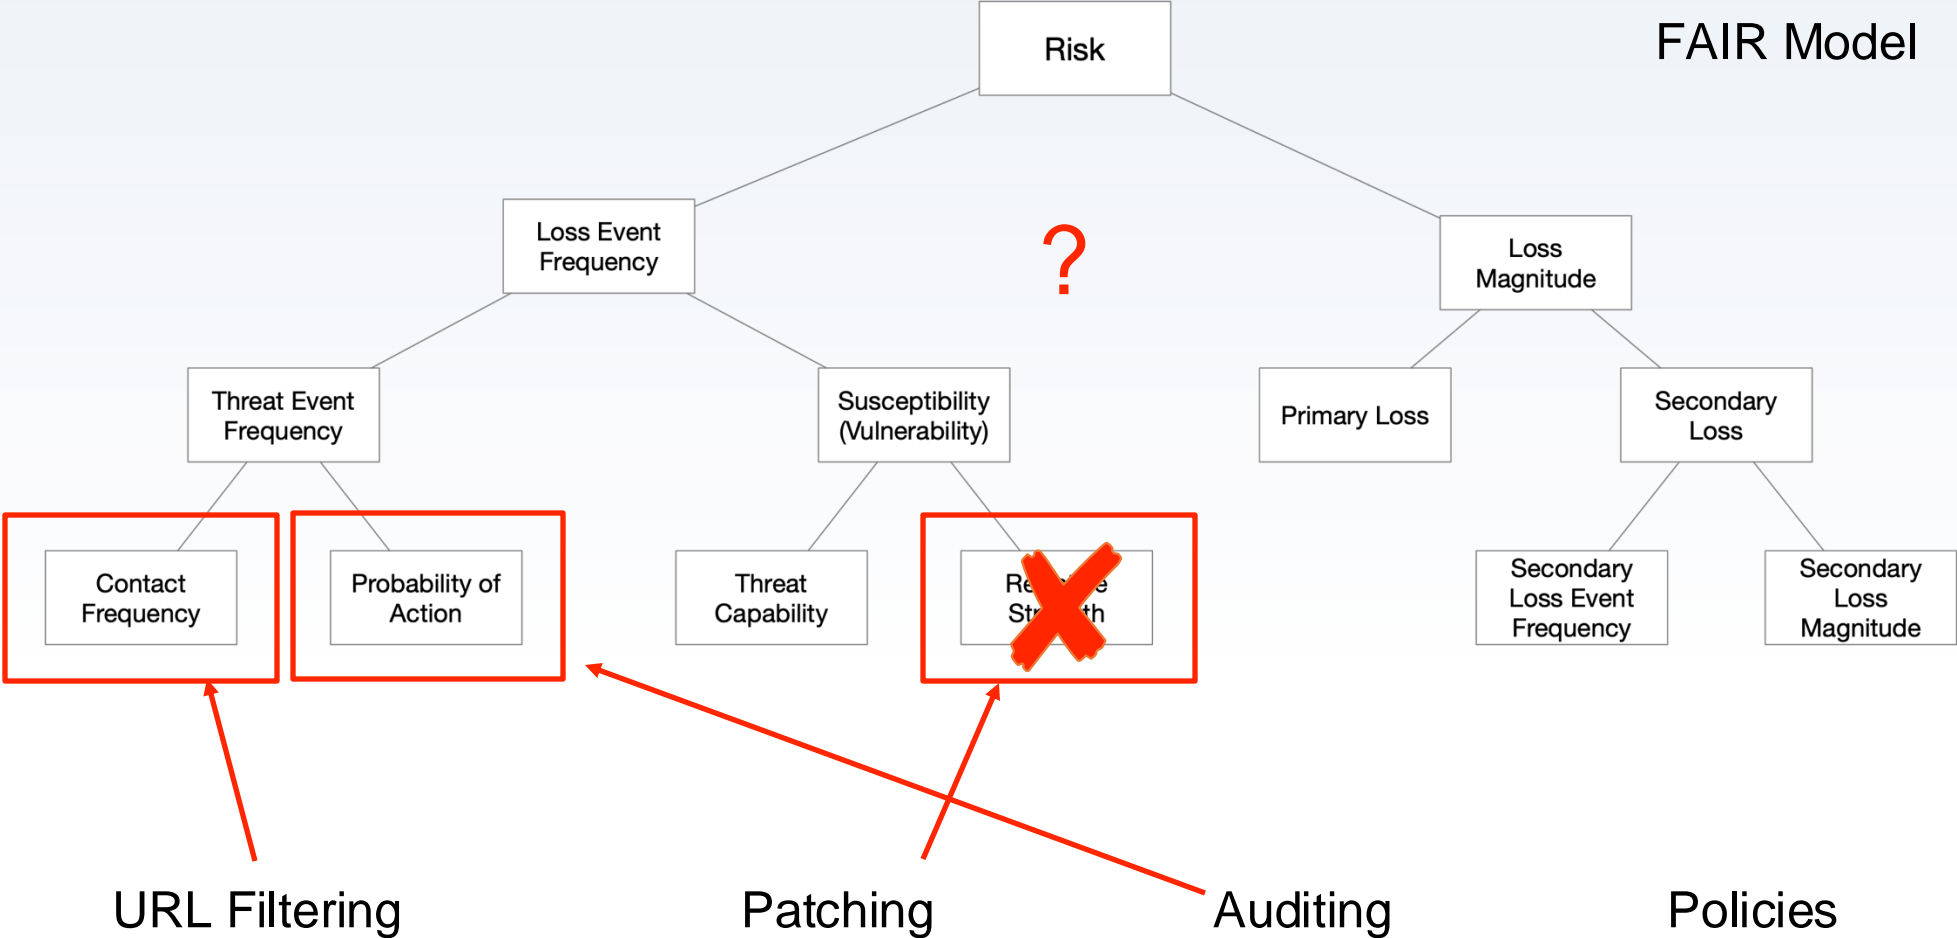 FAIR Model
Risk
Loss Event
Frequency
?
Loss
Magnitude
Threat Event
Frequency
Susceptibility
(Vulnerability)
Primary Loss
Secondary
Loss
Contact
Frequency
Probability of
Action
Threat
Capability
Secondary
Loss Event
Frequency
Secondary
Loss
Magnitude
URL Filtering
Patching
Auditing
Policies